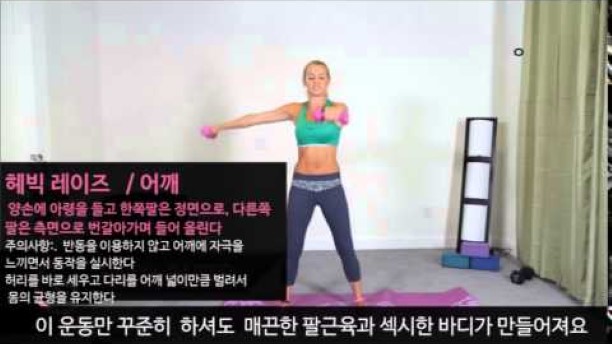 헤빅 레이즈 / 어깨
양손에 아령을 들고 한쪽팔은 정면으로, 다른쪽
팔은 측면으로 번갈아가며 들어 올린다
주의사항:. 반동을 이용하지 않고 어깨에 자극을
느끼면서 동작을 실시한다
허리를 바로 세우고 다리를 어깨 넓이만큼 벌려서
몸의 균형을 유지한다
이 운동만 꾸준히 하셔도 매끈한 팔근육과 섹시한 바디가 만들어져요